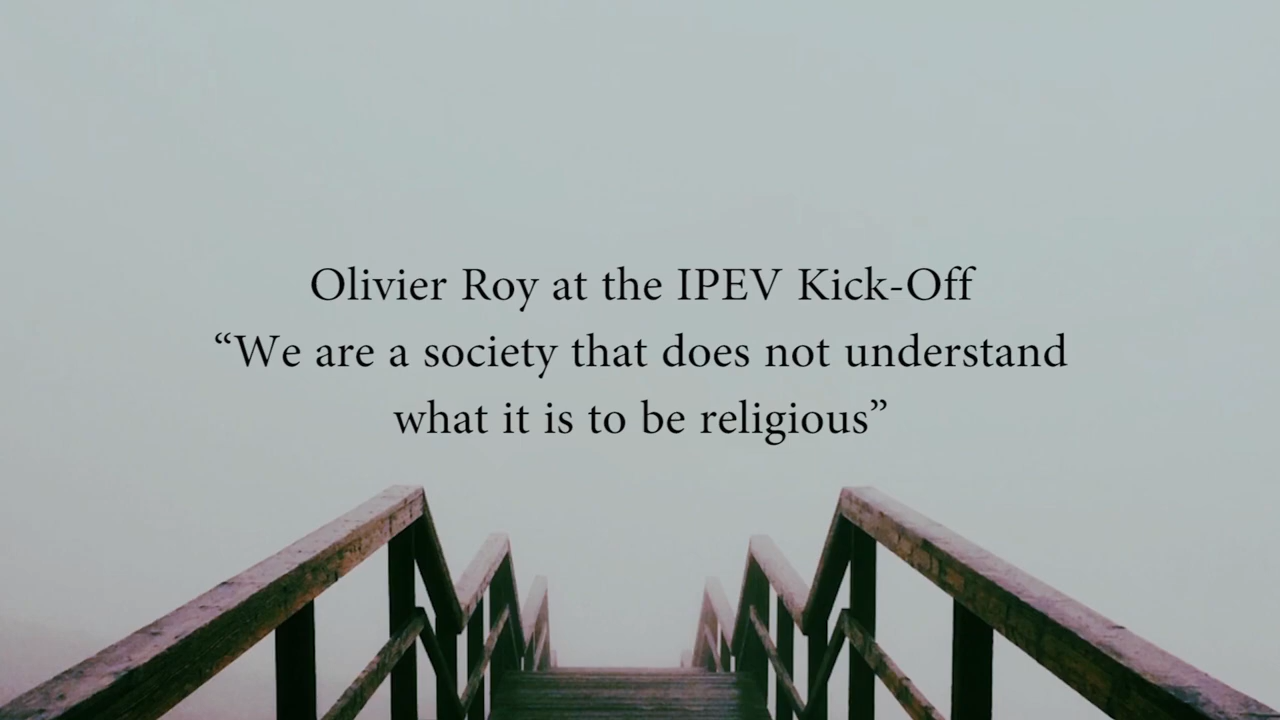 Olivier Roy at the IPEV Kick-Off
“We are a society that does not understand
what it is to be religious”